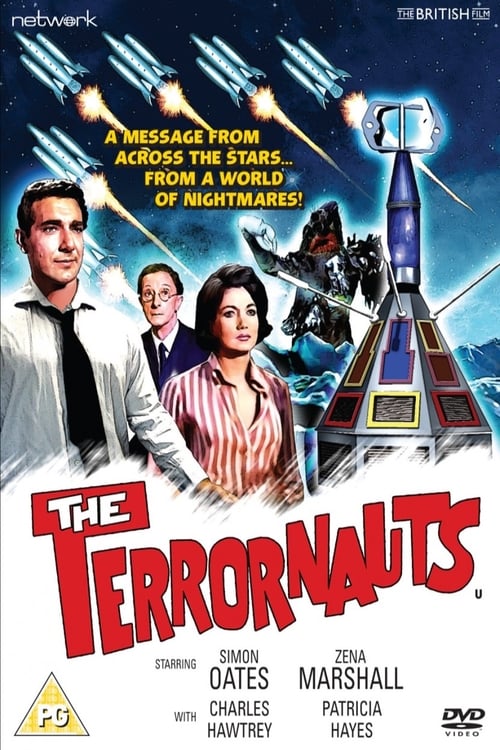 network
THE BRITISH FILM
A MESSAGE FROM
ACROSS THE STARS...
FROM A WORLD
OF NIGHTMARES!
THE
TERRORNAUTS
U
STARRING SIMON OATES ZENA MARSHALL
WITH CHARLES HAWTREY PATRICIA HAYES
PG
DVD
VIDEO